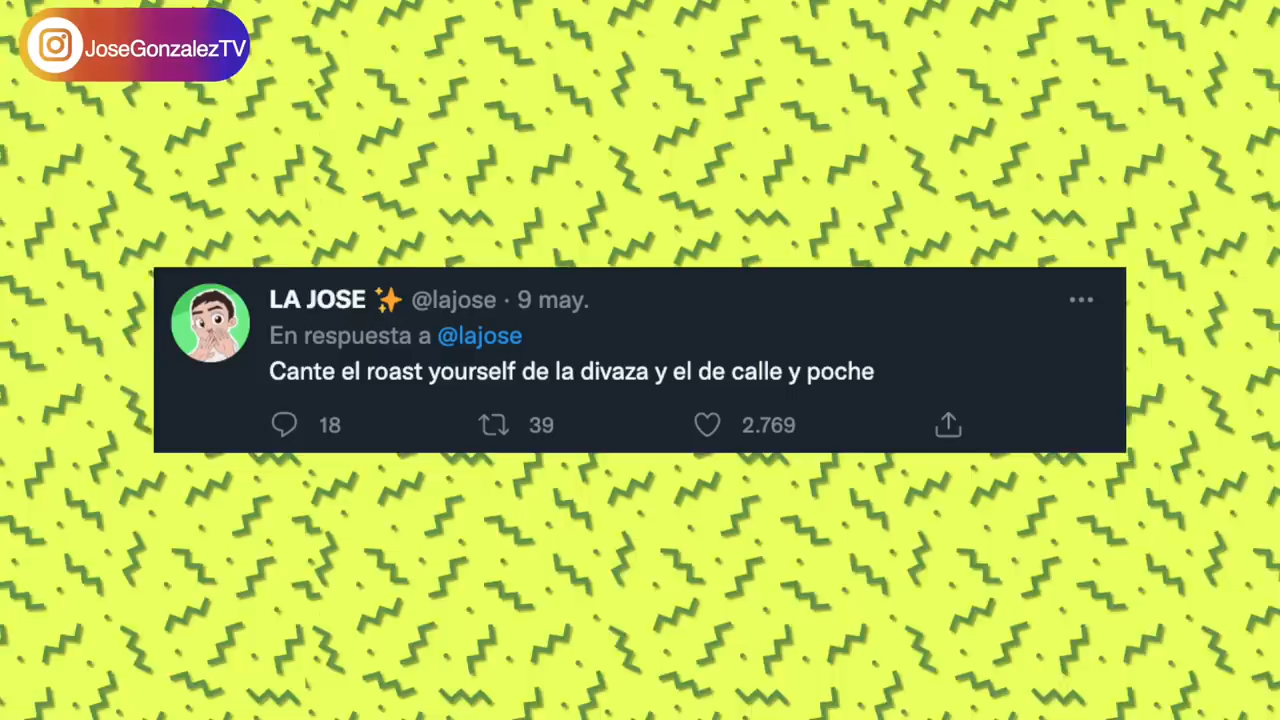 JoseGonzalezTV
LA JOSE ✨ @lajose · 9 may.
En respuesta a @lajose
Cante el roast yourself de la divaza y el de calle y poche
18 39 2.769